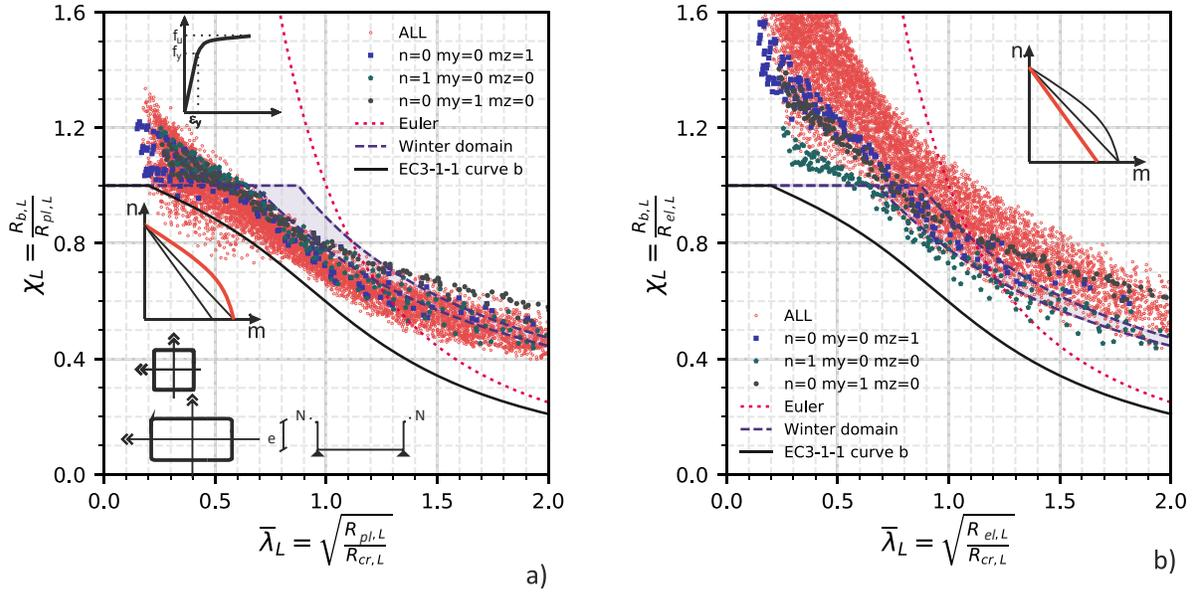 1.6
1.2
0.8
0.4
0.0
0.0 0.5 1.0 1.5 2.0
χL = Rb,L / Rpl,L
λ̅L = √(Rpl,L / Rcr,L)
fu
fy
εy
ALL
n=0 my=0 mz=1
n=1 my=0 mz=0
n=0 my=1 mz=0
Euler
Winter domain
EC3-1-1 curve b
n
m
N N
e
a)
1.6
1.2
0.8
0.4
0.0
0.0 0.5 1.0 1.5 2.0
χL = Rb,L / Rel,L
λ̅L = √(Rel,L / Rcr,L)
n
m
ALL
n=0 my=0 mz=1
n=1 my=0 mz=0
n=0 my=1 mz=0
Euler
Winter domain
EC3-1-1 curve b
b)